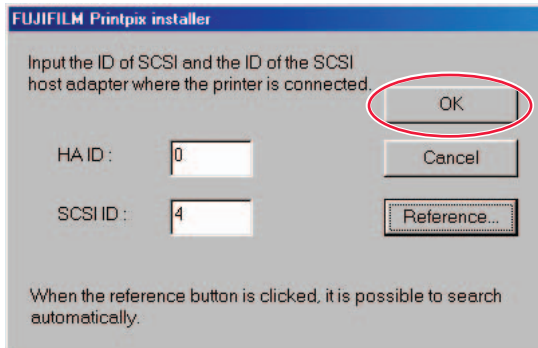 FUJIFILM Printpix installer
Input the ID of SCSI and the ID of the SCSI
host adapter where the printer is connected.
OK
HA ID : 0
Cancel
SCSI ID : 4
Reference...
When the reference button is clicked, it is possible to search
automatically.